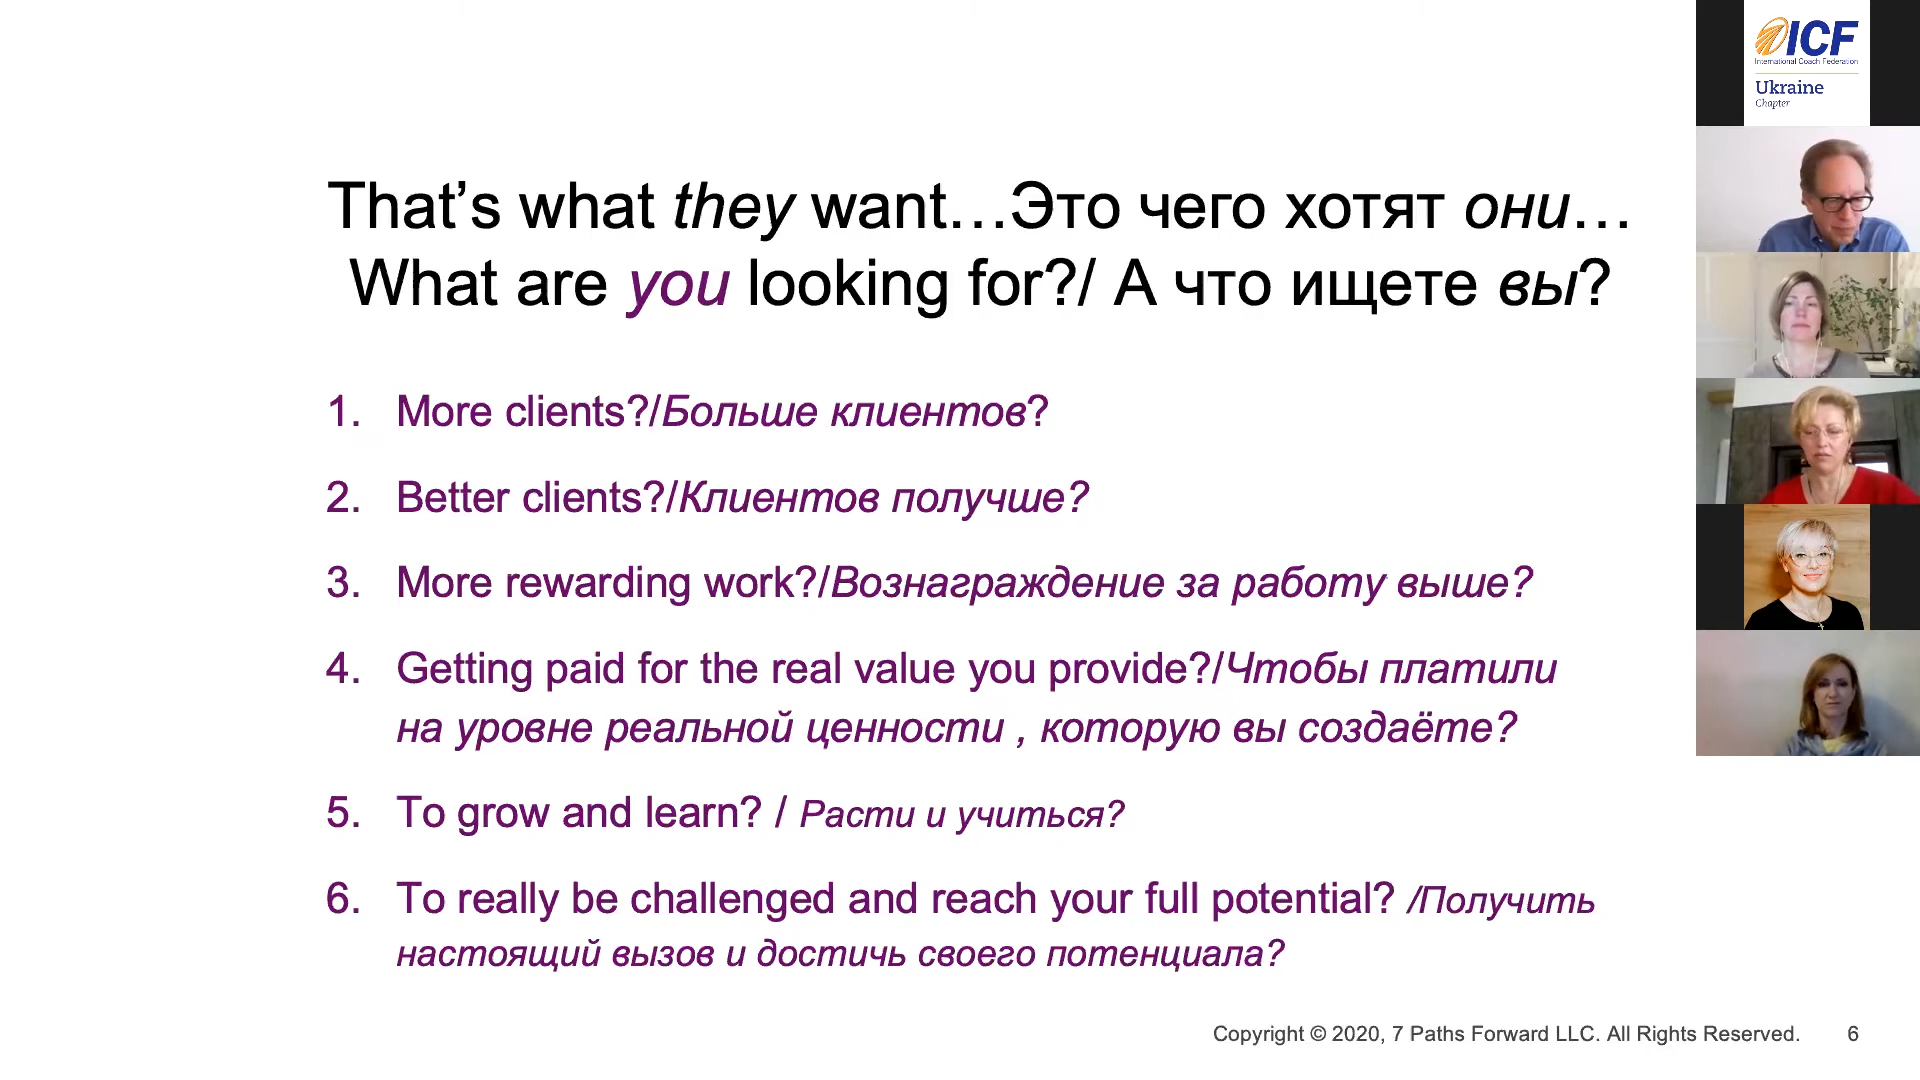 That’s what they want…Это чего хотят они…
What are you looking for?/ А что ищете вы?
1. More clients?/Больше клиентов?
2. Better clients?/Клиентов получше?
3. More rewarding work?/Вознаграждение за работу выше?
4. Getting paid for the real value you provide?/Чтобы платили
на уровне реальной ценности , которую вы создаёте?
5. To grow and learn? / Расти и учиться?
6. To really be challenged and reach your full potential? /Получить
настоящий вызов и достичь своего потенциала?
Copyright © 2020, 7 Paths Forward LLC. All Rights Reserved. 6
ICF
International Coach Federation
Ukraine
Chapter